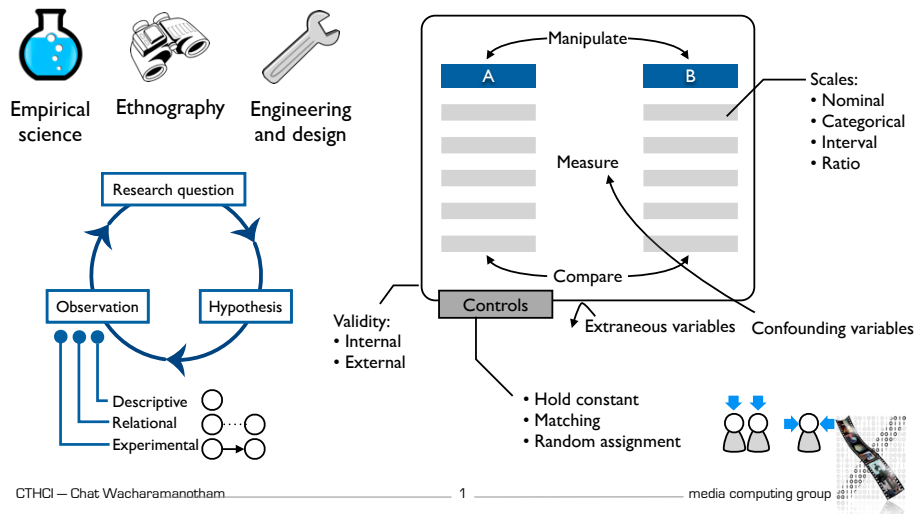 Empirical
science
Ethnography
Engineering
and design
Research question
Observation
Hypothesis
Descriptive
Relational
Experimental
Manipulate
A
B
Measure
Compare
Controls
Scales:
• Nominal
• Categorical
• Interval
• Ratio
Validity:
• Internal
• External
Extraneous variables
Confounding variables
• Hold constant
• Matching
• Random assignment
CTHCI — Chat Wacharamanotham
1
media computing group